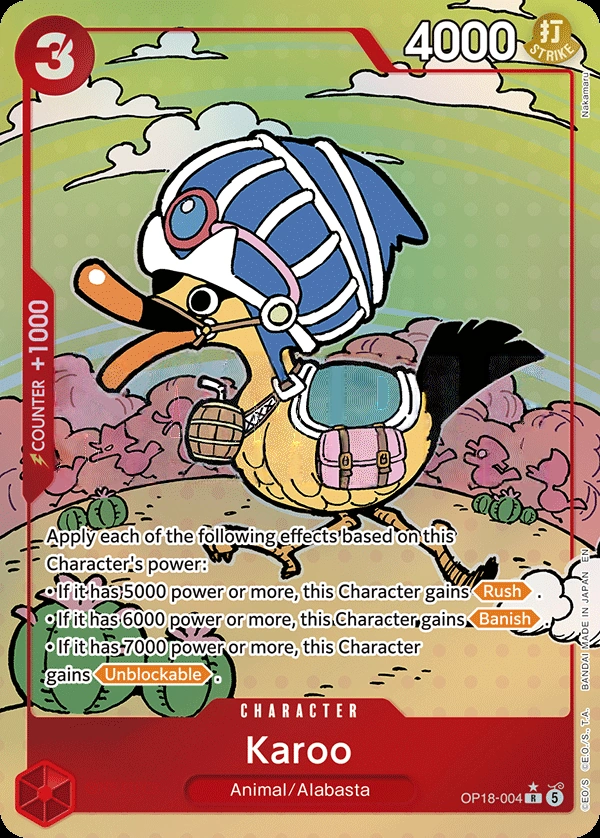 3
4000
打
STRIKE
Nakamaru
COUNTER +1000
Apply each of the following effects based on this
Character's power:
• If it has 5000 power or more, this Character gains Rush .
• If it has 6000 power or more, this Character gains Banish .
• If it has 7000 power or more, this Character
gains Unblockable .
©E.O/S ©E.O./S.,T.A. BANDAI MADE IN JAPAN EN
CHARACTER
Karoo
Animal/Alabasta
OP18-004 R 5